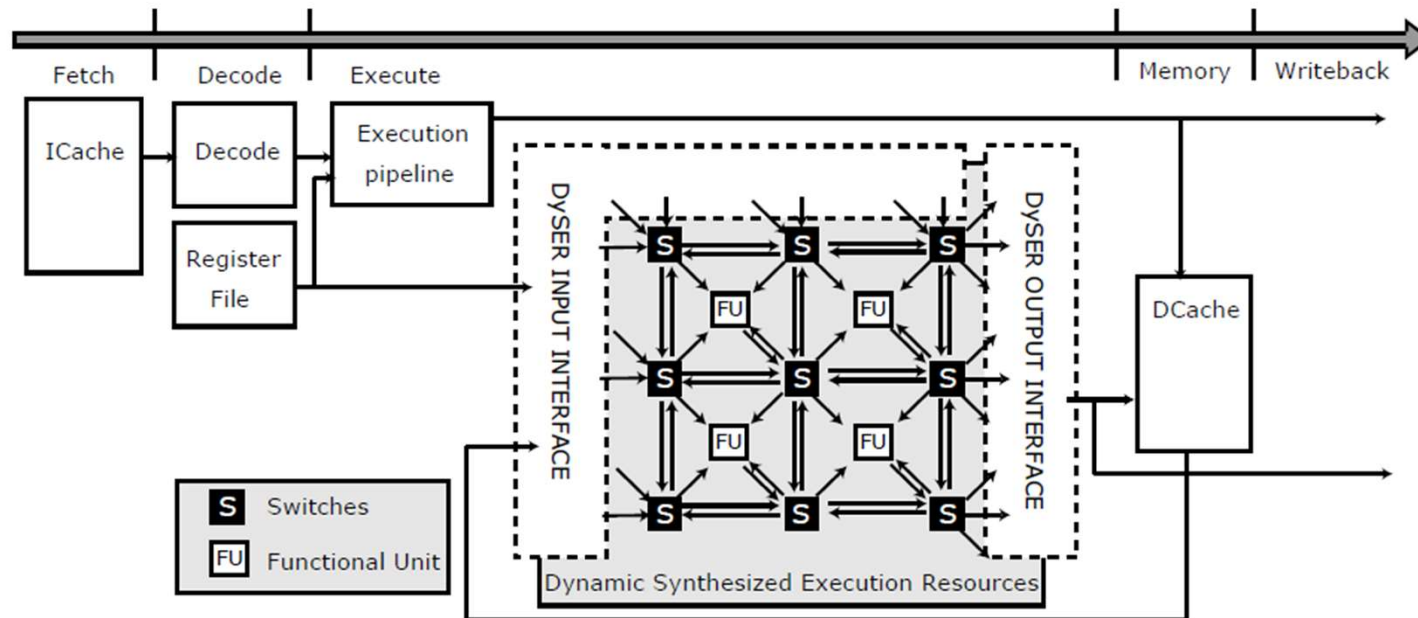 Fetch
Decode
Execute
Memory
Writeback
ICache
Decode
Execution
pipeline
Register
File
DySER INPUT INTERFACE
S
S
S
FU
FU
S
S
S
FU
FU
S
S
S
DySER OUTPUT INTERFACE
DCache
S Switches
FU Functional Unit
Dynamic Synthesized Execution Resources